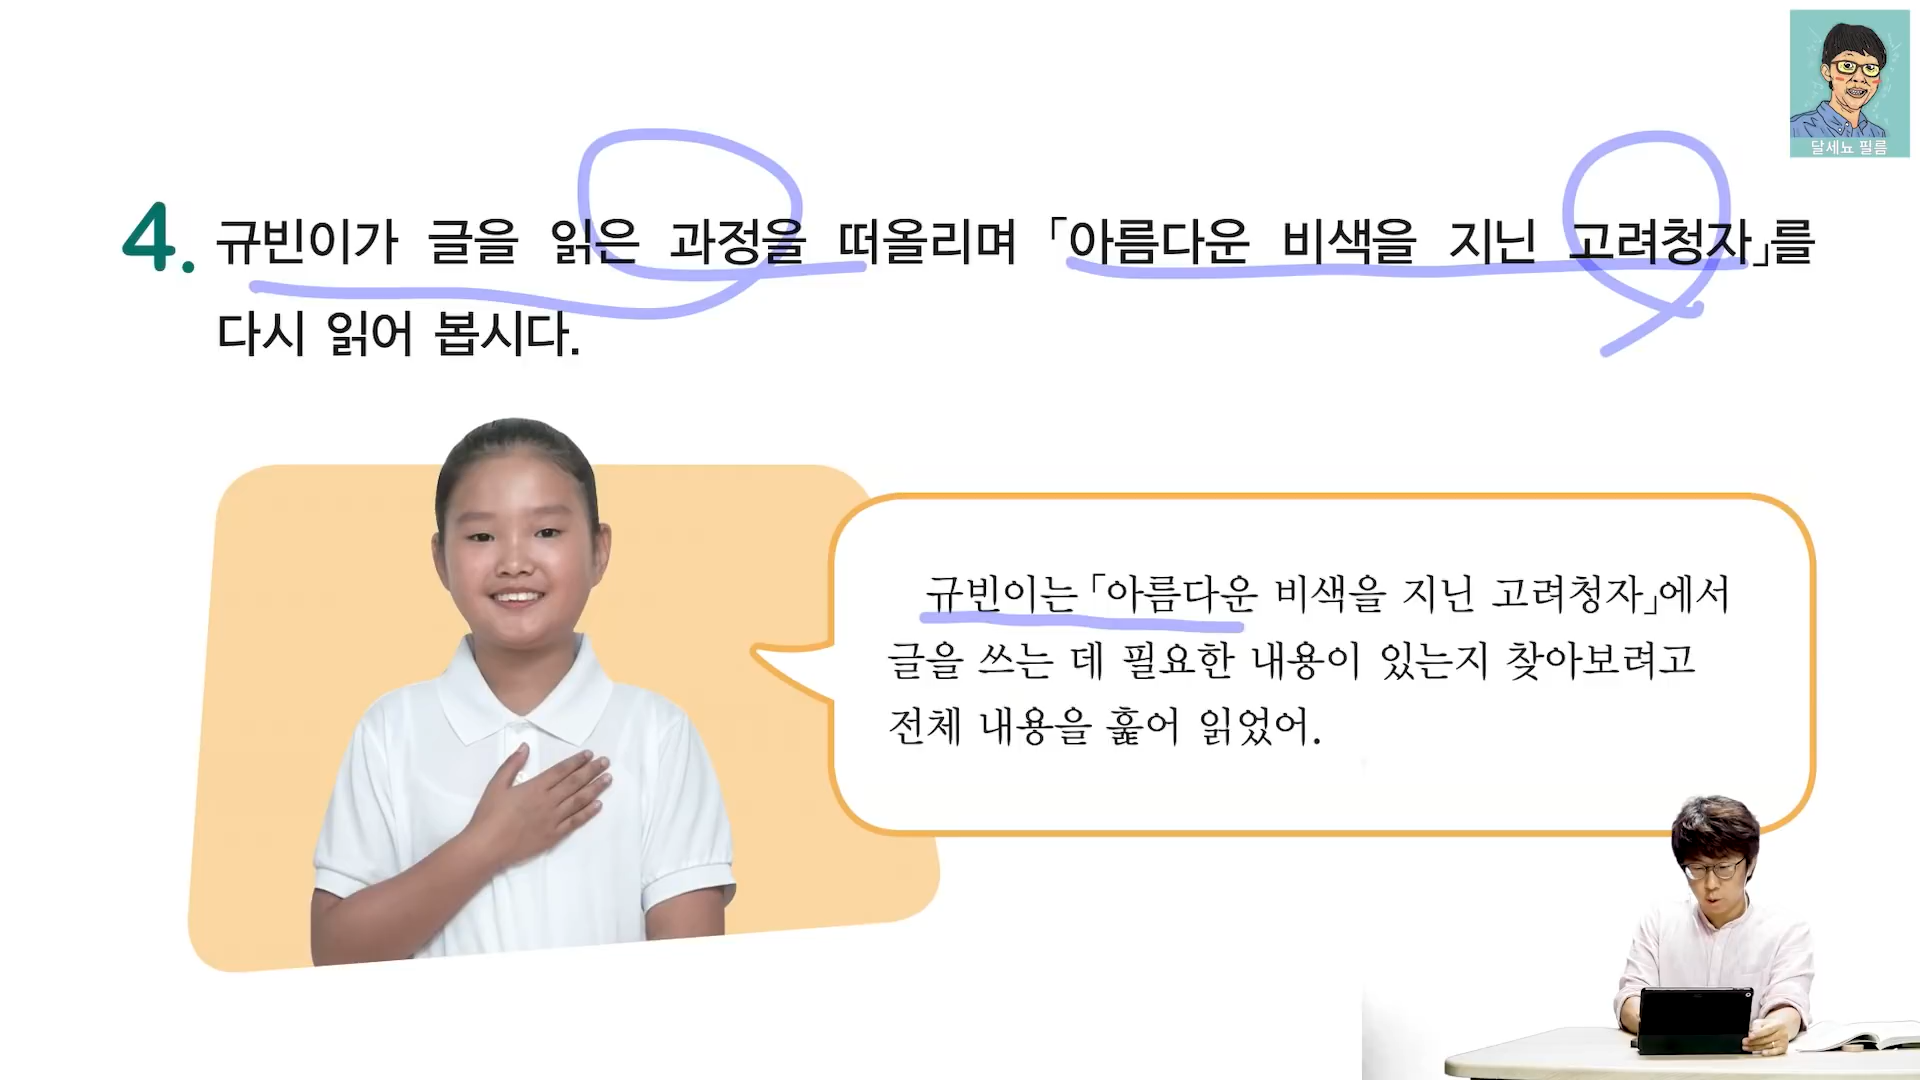 달세뇨 필름
4. 규빈이가 글을 읽은 과정을 떠올리며 「아름다운 비색을 지닌 고려청자」를
다시 읽어 봅시다.
규빈이는 「아름다운 비색을 지닌 고려청자」에서
글을 쓰는 데 필요한 내용이 있는지 찾아보려고
전체 내용을 훑어 읽었어.